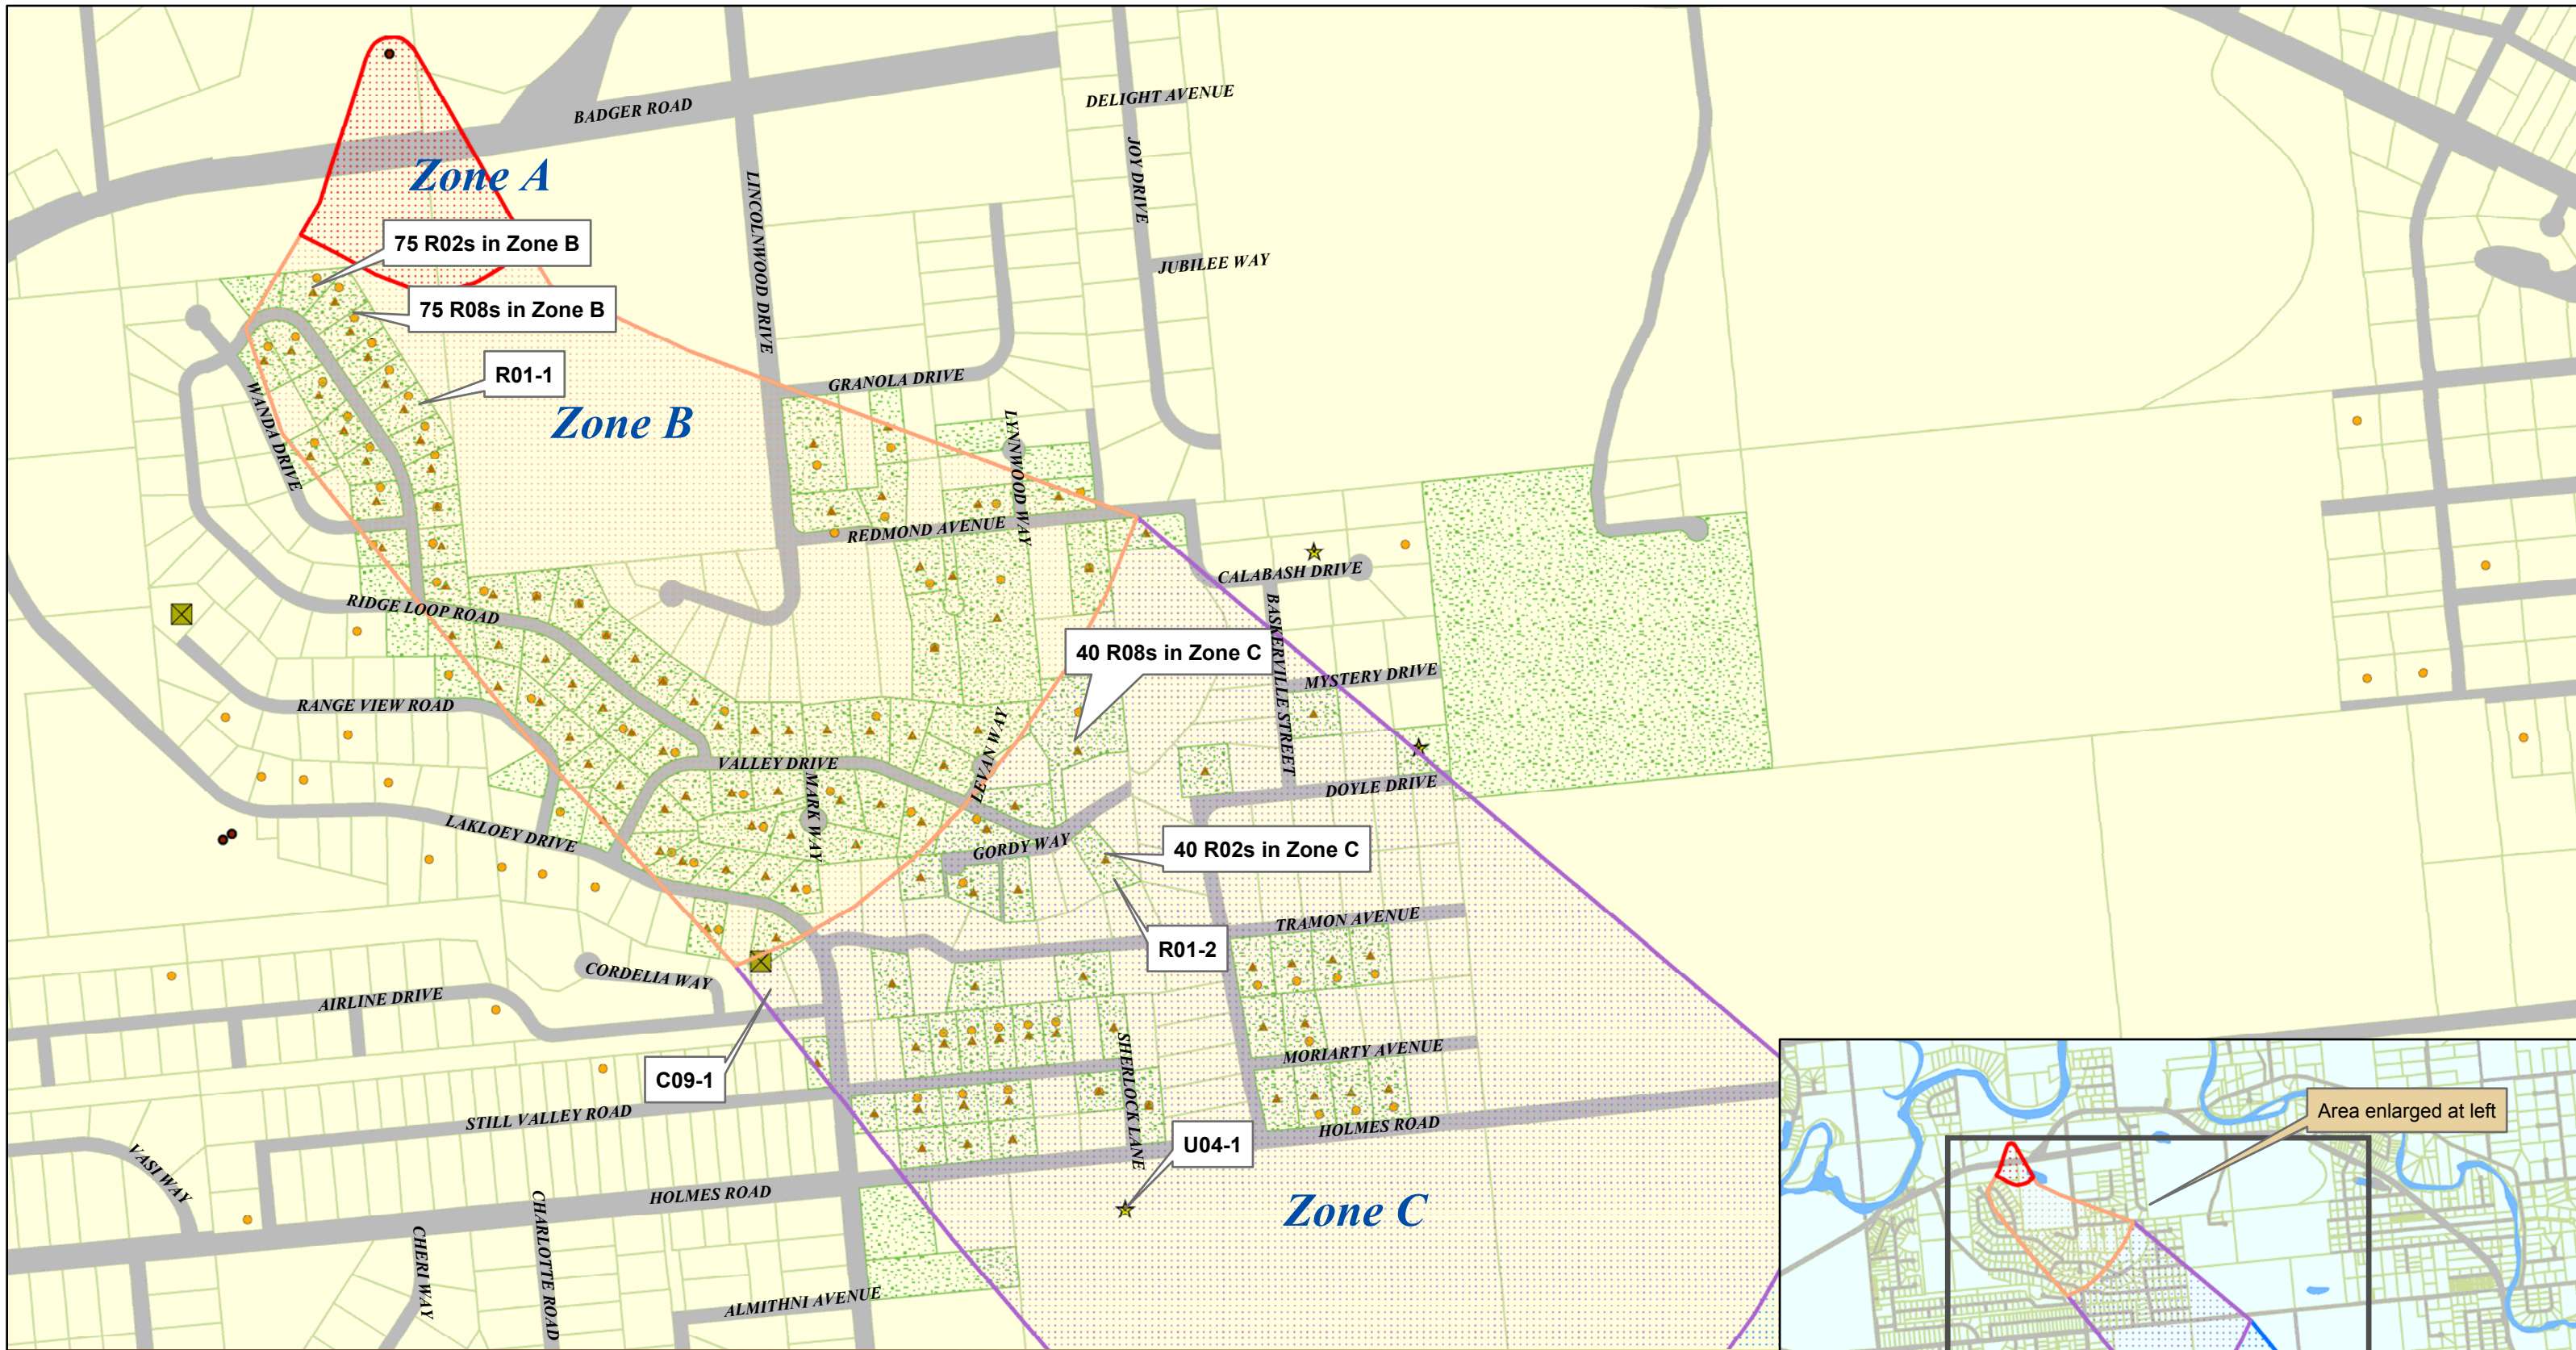 BADGER ROAD
DELIGHT AVENUE
JOY DRIVE
Zone A
LINCOLNWOOD DRIVE
75 R02s in Zone B
JUBILEE WAY
75 R08s in Zone B
R01-1
GRANOLA DRIVE
WANDA DRIVE
Zone B
LYNNWOOD WAY
REDMOND AVENUE
CALABASH DRIVE
RIDGE LOOP ROAD
BASKERVILLE STREET
40 R08s in Zone C
MYSTERY DRIVE
RANGE VIEW ROAD
LEVAN WAY
VALLEY DRIVE
MARK WAY
DOYLE DRIVE
LAKLOEY DRIVE
GORDY WAY
40 R02s in Zone C
TRAMON AVENUE
R01-2
CORDELIA WAY
AIRLINE DRIVE
C09-1
SHERLOCK LANE
MORIARTY AVENUE
STILL VALLEY ROAD
HOLMES ROAD
Area enlarged at left
U04-1
VASI WAY
HOLMES ROAD
Zone C
CHERI WAY
CHARLOTTE ROAD
ALMITHNI AVENUE